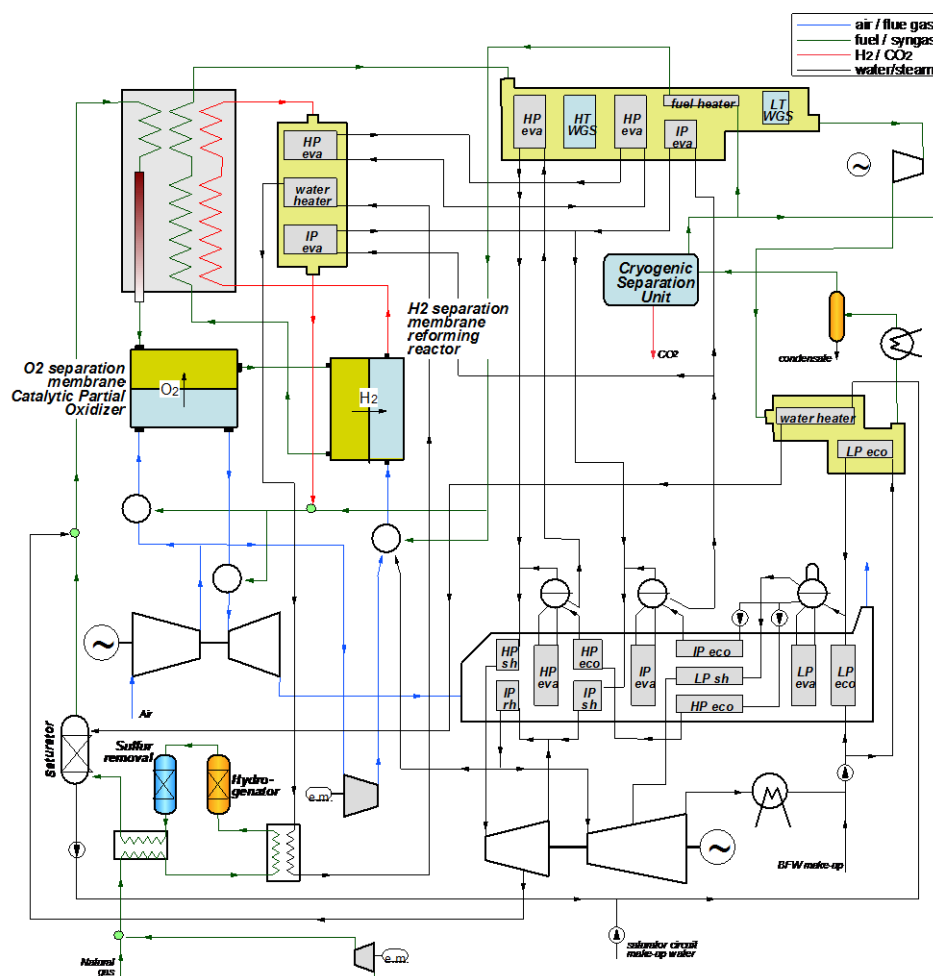 air / flue gas
fuel / syngas
H2 / CO2
water/steam
HP
eva
HT
WGS
HP
eva
fuel heater
IP
eva
LT
WGS
HP
eva
water
heater
IP
eva
Cryogenic
Separation
Unit
CO2
condensate
H2 separation
membrane
reforming
reactor
O2 separation
membrane
Catalytic Partial
Oxidizer
O2
H2
water heater
LP eco
~
~
Air
HP
sh
HP
eva
HP
eco
IP
eva
IP eco
LP sh
HP eco
LP
eva
LP
eco
IP
rh
IP
sh
Saturator
Sulfur
removal
Hydro-
genator
e.m.
~
BFW make-up
saturator circuit
make-up water
Natural
gas
e.m.